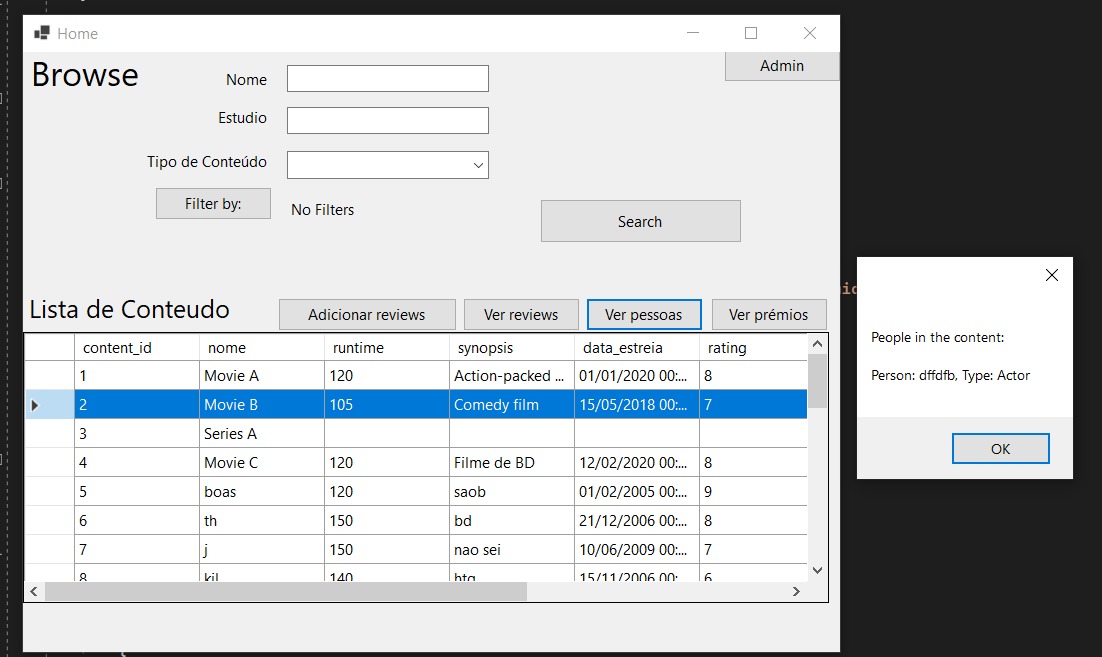 Home
Browse
Nome
Admin
Estudio
Tipo de Conteúdo
Filter by:
No Filters
Search
Lista de Conteudo
Adicionar reviews
Ver reviews
Ver pessoas
Ver prémios
content_id nome runtime synopsis data_estreia rating
1 Movie A 120 Action-packed ... 01/01/2020 00:... 8
2 Movie B 105 Comedy film 15/05/2018 00:... 7
3 Series A
4 Movie C 120 Filme de BD 12/02/2020 00:... 8
5 boas 120 saob 01/02/2005 00:... 9
6 th 150 bd 21/12/2006 00:... 8
7 j 150 nao sei 10/06/2009 00:... 7
8 kil 140 htg 15/11/2006 00:... 6
People in the content:
Person: dffdfb, Type: Actor
OK